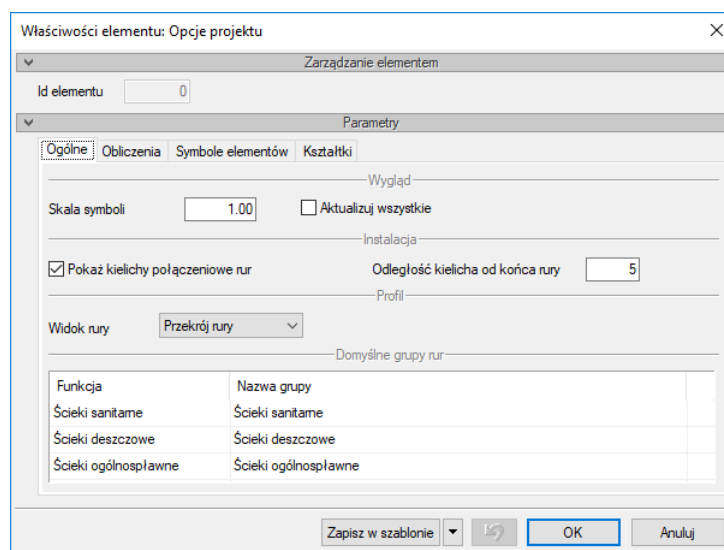 Właściwości elementu: Opcje projektu
Zarządzanie elementem
Id elementu 0
Parametry
Ogólne Obliczenia Symbole elementów Kształtki
Wygląd
Skala symboli 1.00 Aktualizuj wszystkie
Instalacja
Pokaż kielichy połączeniowe rur Odległość kielicha od końca rury 5
Profil
Widok rury Przekrój rury
Domyślne grupy rur
Funkcja Nazwa grupy
Ścieki sanitarne Ścieki sanitarne
Ścieki deszczowe Ścieki deszczowe
Ścieki ogólnospławne Ścieki ogólnospławne
Zapisz w szablonie OK Anuluj